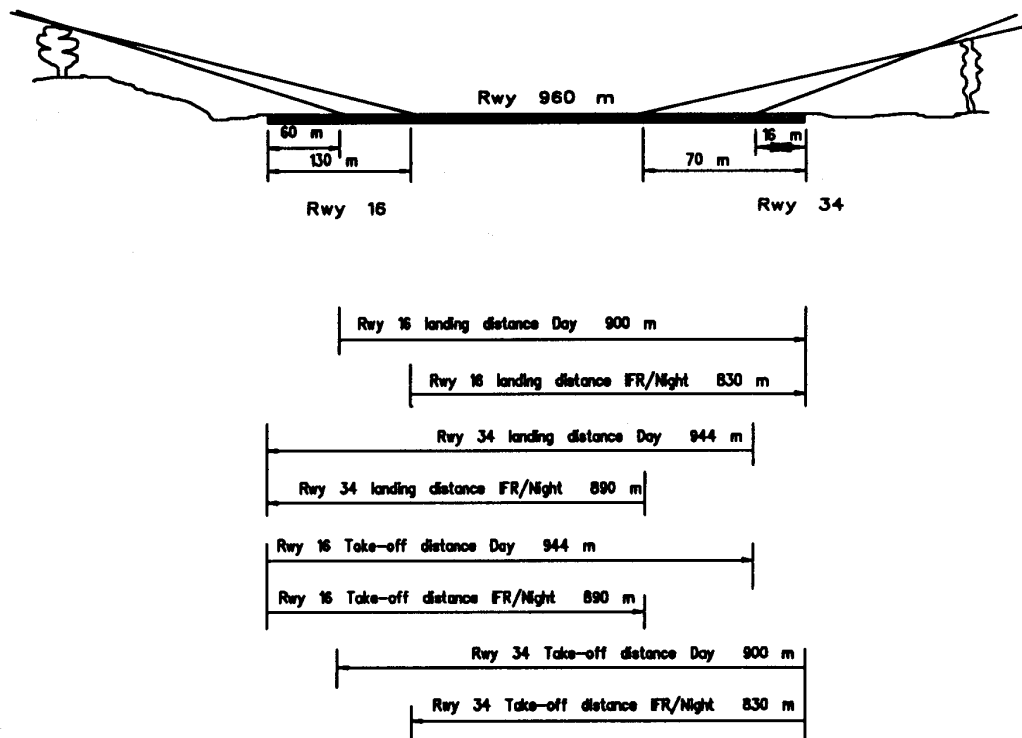 Rwy 960 m
60 m
16 m
130 m
70 m
Rwy 16
Rwy 34
Rwy 16 landing distance Day 900 m
Rwy 16 landing distance IFR/Night 830 m
Rwy 34 landing distance Day 944 m
Rwy 34 landing distance IFR/Night 890 m
Rwy 16 Take-off distance Day 944 m
Rwy 16 Take-off distance IFR/Night 890 m
Rwy 34 Take-off distance Day 900 m
Rwy 34 Take-off distance IFR/Night 830 m